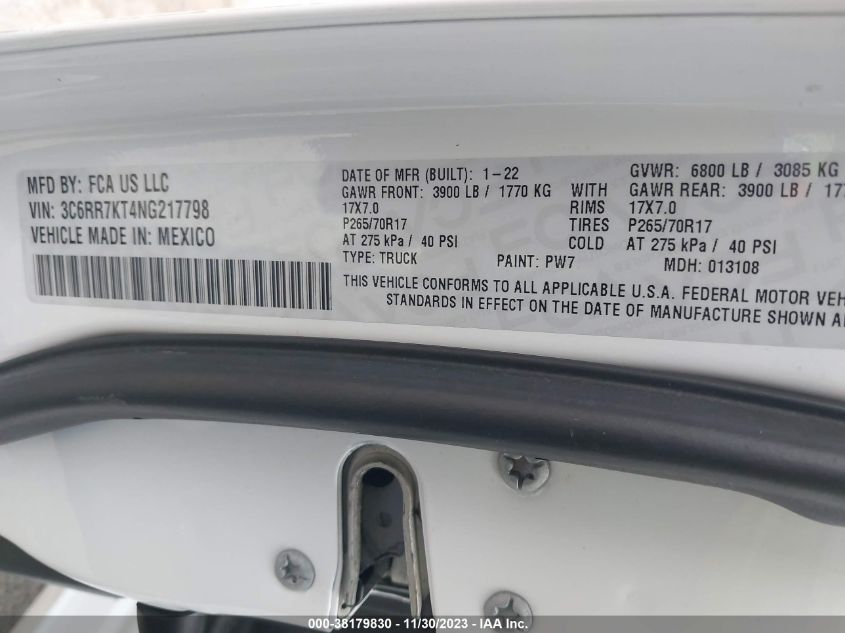 MFD BY: FCA US LLC
VIN: 3C6RR7KT4NG217798
VEHICLE MADE IN: MEXICO
DATE OF MFR (BUILT): 1-22 GVWR: 6800 LB / 3085 KG
GAWR FRONT: 3900 LB / 1770 KG WITH GAWR REAR: 3900 LB /
17X7.0 RIMS 17X7.0
P265/70R17 TIRES P265/70R17
AT 275 kPa / 40 PSI COLD AT 275 kPa / 40 PSI
TYPE: TRUCK PAINT: PW7 MDH: 013108
THIS VEHICLE CONFORMS TO ALL APPLICABLE U.S.A. FEDERAL MOTOR
STANDARDS IN EFFECT ON THE DATE OF MANUFACTURE SHOWN
000-38179830 - 11/30/2023 - IAA Inc.